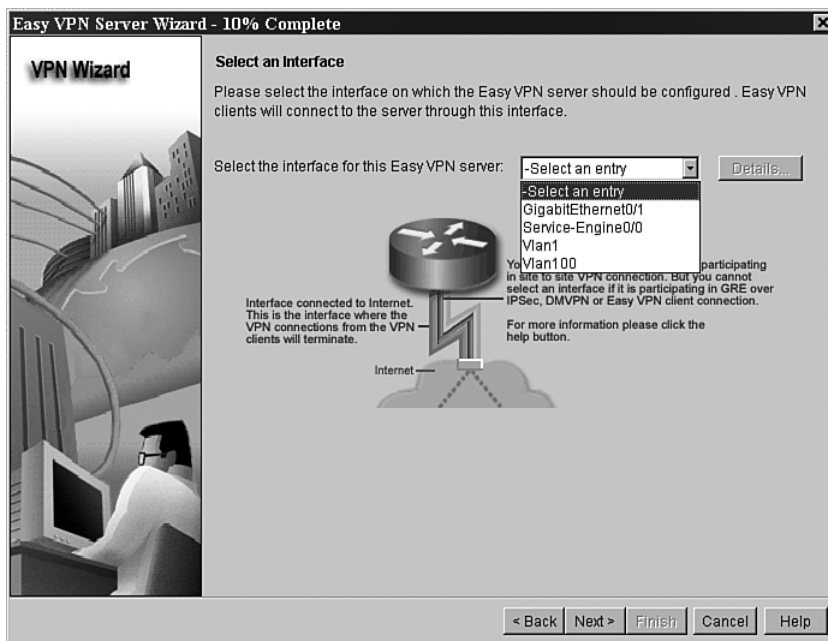 Easy VPN Server Wizard - 10% Complete
VPN Wizard
Select an Interface
Please select the interface on which the Easy VPN server should be configured . Easy VPN
clients will connect to the server through this interface.
Select the interface for this Easy VPN server:
-Select an entry
Details...
-Select an entry
GigabitEthernet0/1
Service-Engine0/0
Vlan1
Vlan100
participating
in site to site VPN connection. But you cannot
select an interface if it is participating in GRE over
IPSec, DMVPN or Easy VPN client connection.
For more information please click the
help button.
Interface connected to Internet.
This is the interface where the
VPN connections from the VPN
clients will terminate.
Internet
< Back
Next >
Finish
Cancel
Help